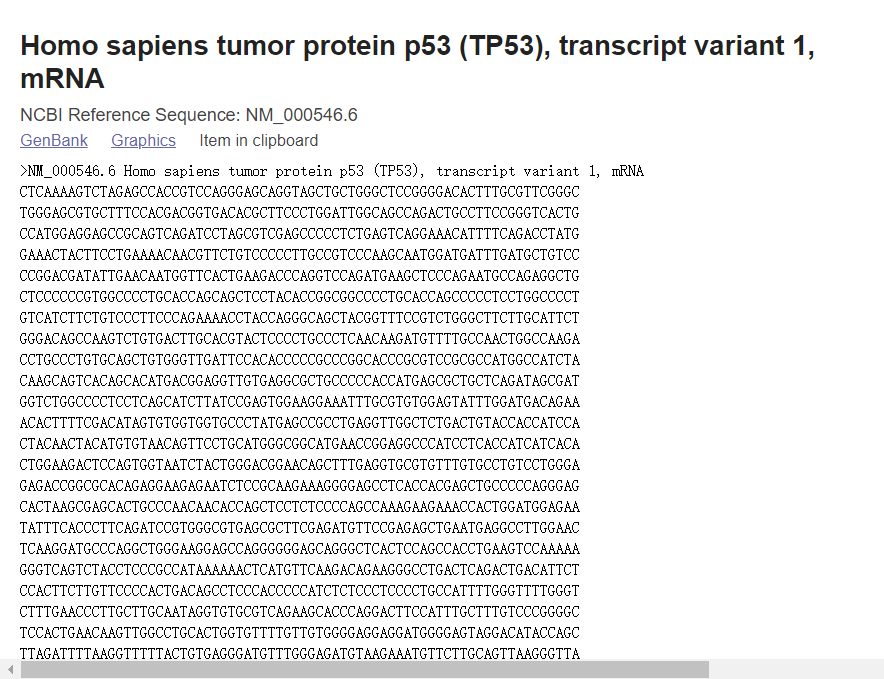 Homo sapiens tumor protein p53 (TP53), transcript variant 1,
mRNA
NCBI Reference Sequence: NM_000546.6
GenBank Graphics Item in clipboard
>NM_000546.6 Homo sapiens tumor protein p53 (TP53), transcript variant 1, mRNA
CTCAAAAGTCTAGAGCCACCGTCCAGGGAGCAGGTAGCTGCTGGGCTCCGGGGACACTTTGCGTTCGGGC
TGGGAGCGTGCTTTCCACGACGGTGACACGCTTCCCTGGATTGGCAGCCAGACTGCCTTCCGGGTCACTG
CCATGGAGGAGCCGCAGTCAGATCCTAGCGTCGAGCCCCCTCTGAGTCAGGAAACATTTTCAGACCTATG
GAAACTACTTCCTGAAAACAACGTTCTGTCCCCCTTGCCGTCCCAAGCAATGGATGATTTGATGCTGTCC
CCGGACGATATTGAACAATGGTTCACTGAAGACCCAGGTCCAGATGAAGCTCCCAGAATGCCAGAGGCTG
CTCCCCCCGTGGCCCCTGCACCAGCAGCTCCTACACCGGCGGCCCCTGCACCAGCCCCCTCCTGGCCCCT
GTCATCTTCTGTCCCTTCCCAGAAAACCTACCAGGGCAGCTACGGTTTCCGTCTGGGCTTCTTGCATTCT
GGGACAGCCAAGTCTGTGACTTGCACGTACTCCCCTGCCCTCAACAAGATGTTTTGCCAACTGGCCAAGA
CCTGCCCTGTGCAGCTGTGGGTTGATTCCACACCCCCGCCCGGCACCCGCGTCCGCGCCATGGCCATCTA
CAAGCAGTCACAGCACATGACGGAGGTTGTGAGGCGCTGCCCCCACCATGAGCGCTGCTCAGATAGCGAT
GGTCTGGCCCCTCCTCAGCATCTTATCCGAGTGGAAGGAAATTTGCGTGTGGAGTATTTGGATGACAGAA
ACACTTTTCGACATAGTGTGGTGGTGCCCTATGAGCCGCCTGAGGTTGGCTCTGACTGTACCACCATCCA
CTACAACTACATGTGTAACAGTTCCTGCATGGGCGGCATGAACCGGAGGCCCATCCTCACCATCATCACA
CTGGAAGACTCCAGTGGTAATCTACTGGGACGGAACAGCTTTGAGGTGCGTGTTTGTGCCTGTCCTGGGA
GAGACCGGCGCACAGAGGAAGAGAATCTCCGCAAGAAAGGGGAGCCTCACCACGAGCTGCCCCCAGGGAG
CACTAAGCGAGCACTGCCCAACAACACCAGCTCCTCTCCCCAGCCAAAGAAGAAACCACTGGATGGAGAA
TATTTCACCCTTCAGATCCGTGGGCGTGAGCGCTTCGAGATGTTCCGAGAGCTGAATGAGGCCTTGGAAC
TCAAGGATGCCCAGGCTGGGAAGGAGCCAGGGGGGAGCAGGGCTCACTCCAGCCACCTGAAGTCCAAAAA
GGGTCAGTCTACCTCCCGCCATAAAAAACTCATGTTCAAGACAGAAGGGCCTGACTCAGACTGACATTCT
CCACTTCTTGTTCCCCACTGACAGCCTCCCACCCCCATCTCTCCCTCCCCTGCCATTTTGGGTTTTGGGT
CTTTGAACCCTTGCTTGCAATAGGTGTGCGTCAGAAGCACCCAGGACTTCCATTTGCTTTGTCCCGGGGC
TCCACTGAACAAGTTGGCCTGCACTGGTGTTTTGTTGTGGGGAGGAGGATGGGGAGTAGGACATACCAGC
TTAGATTTTAAGGTTTTTACTGTGAGGGATGTTTGGGAGATGTAAGAAATGTTCTTGCAGTTAAGGGTTA